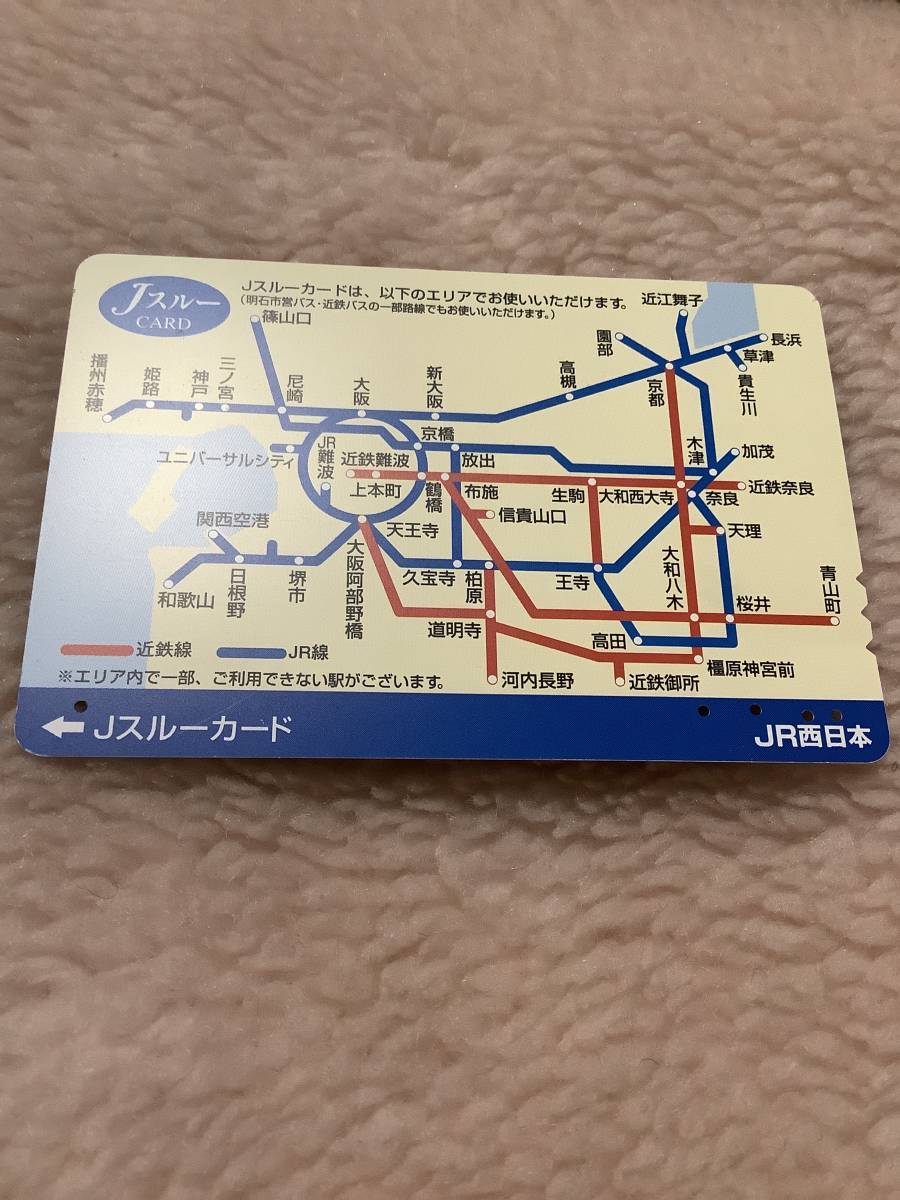 Jスルー
CARD
Jスルーカードは、以下のエリアでお使いいただけます。
(明石市営バス・近鉄バスの一部路線でもお使いいただけます。)
近江舞子
篠山口
園部
長浜
草津
貴生川
播州赤穂
姫路
神戸
三ノ宮
尼崎
大阪
新大阪
高槻
京都
京橋
木津
加茂
ユニバーサルシティ
JR難波
近鉄難波
放出
上本町
鶴橋
布施
生駒
大和西大寺
奈良
近鉄奈良
信貴山口
関西空港
天王寺
天理
和歌山
日根野
堺市
大阪阿部野橋
久宝寺
柏原
王寺
大和八木
桜井
青山町
道明寺
高田
橿原神宮前
近鉄線
JR線
河内長野
近鉄御所
※エリア内で一部、ご利用できない駅がございます。
←Jスルーカード
JR西日本